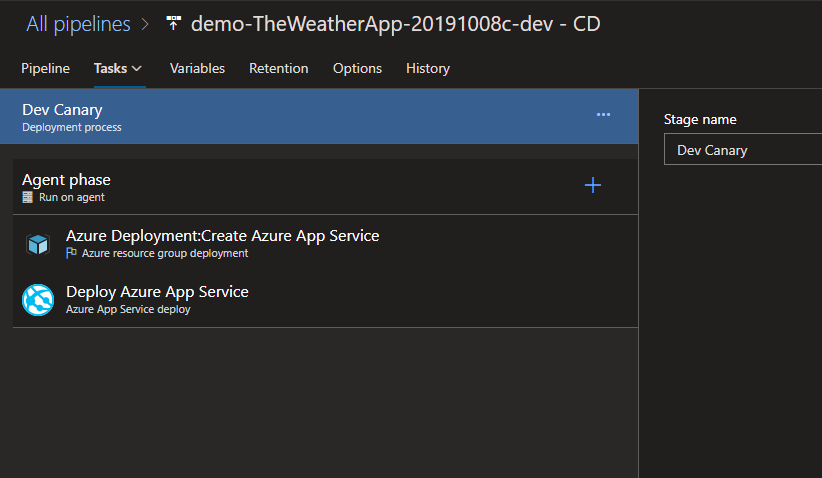 All pipelines > demo-TheWeatherApp-20191008c-dev - CD
Pipeline Tasks Variables Retention Options History
Dev Canary
Deployment process
Stage name
Dev Canary
Agent phase
Run on agent
Azure Deployment:Create Azure App Service
Azure resource group deployment
Deploy Azure App Service
Azure App Service deploy